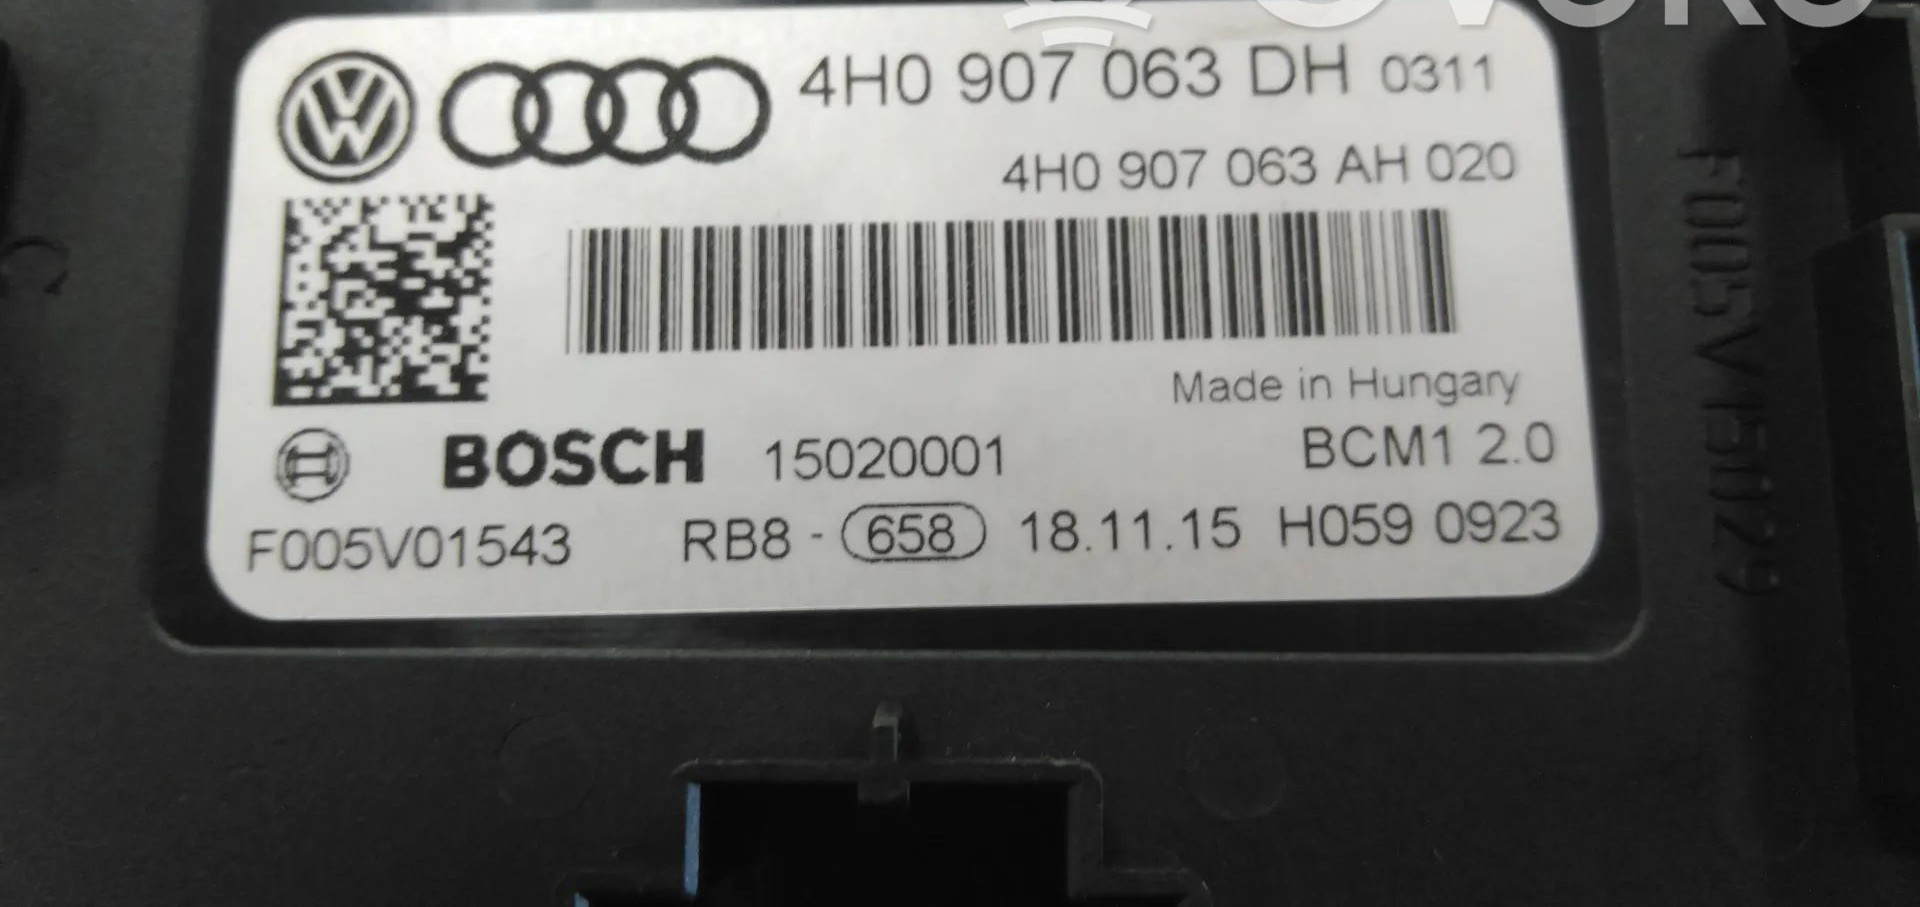 4H0 907 063 DH 0311
4H0 907 063 AH 020
Made in Hungary
BOSCH 15020001 BCM1 2.0
F005V01543 RB8 - 658 18.11.15 H059 0923